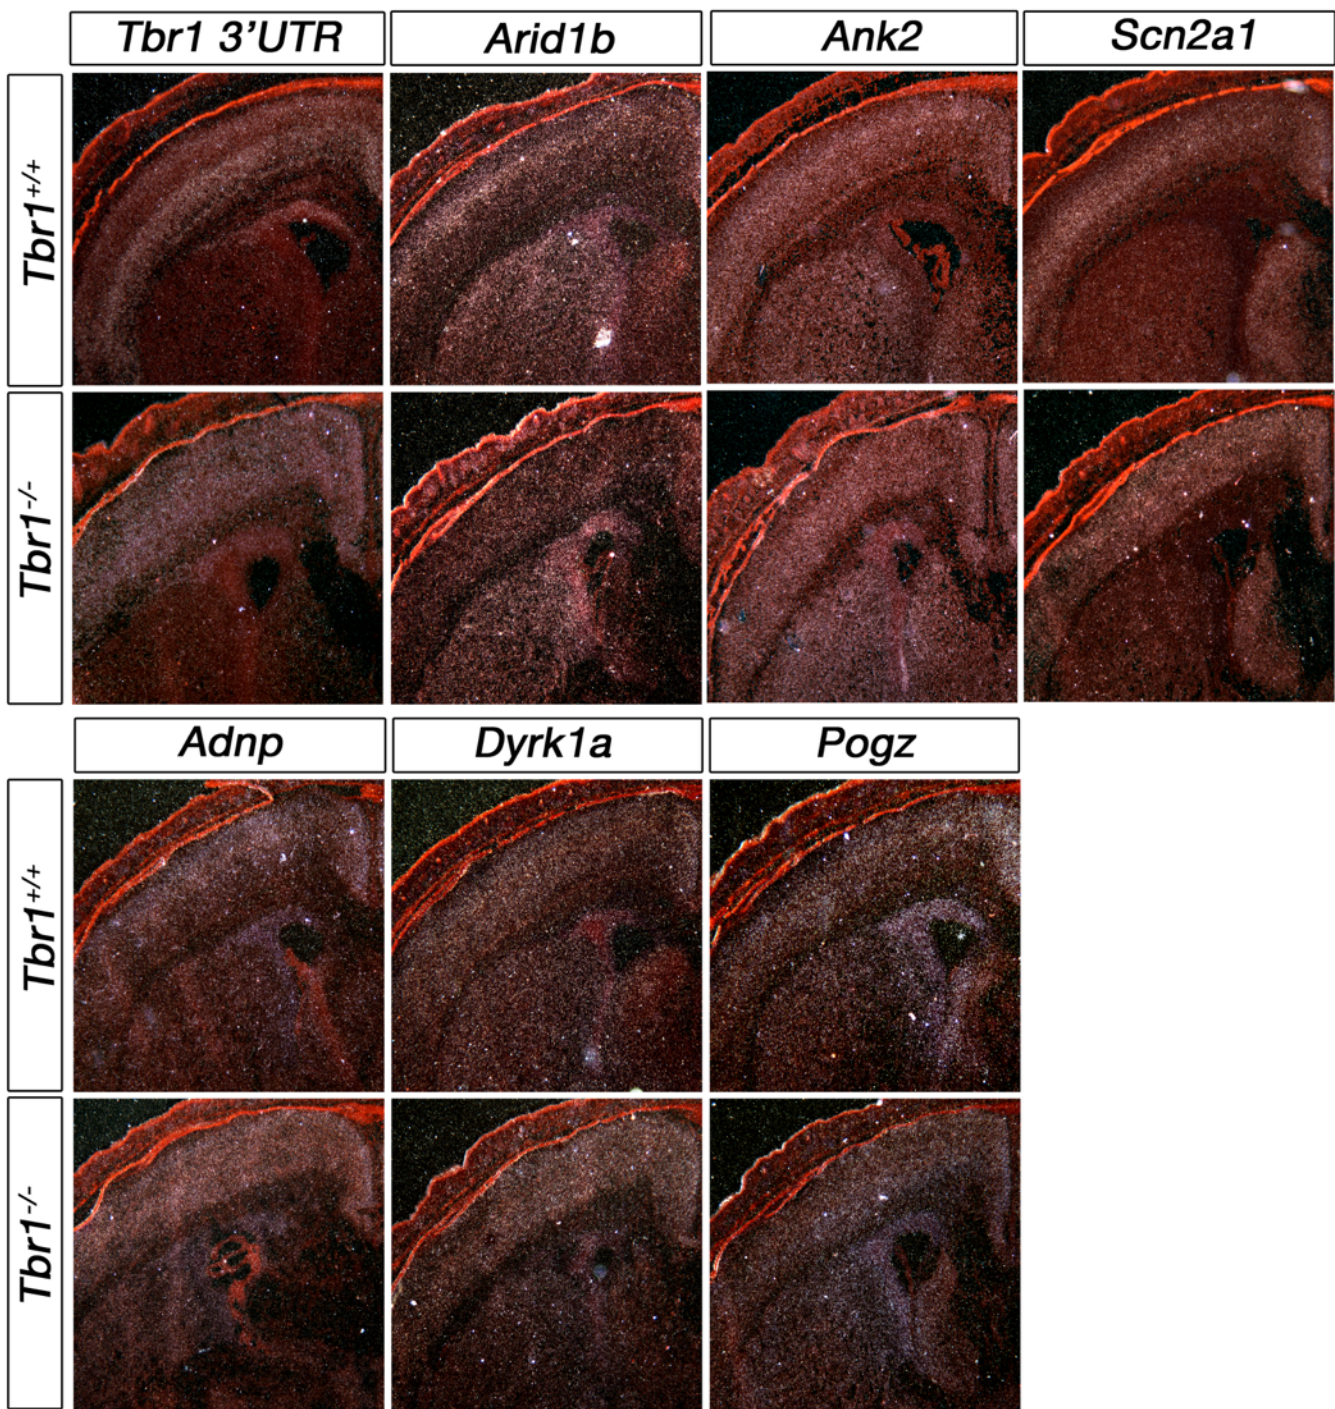 Tbr1 3’UTR Arid1b Ank2 Scn2a1
Tbr1+/+
Tbr1-/-
Adnp Dyrk1a Pogz
Tbr1+/+
Tbr1-/-